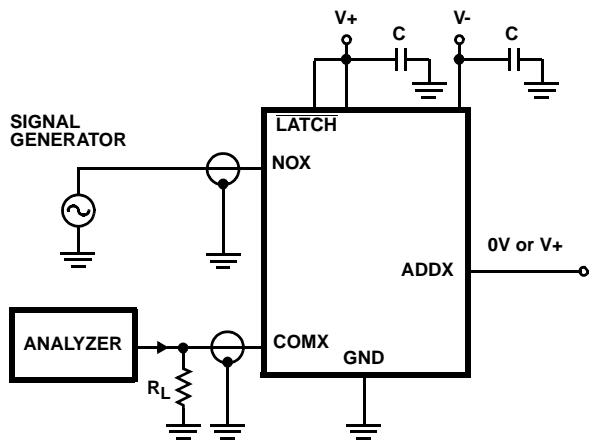 V+
C
V-
C
LATCH
SIGNAL
GENERATOR
NOX
0V or V+
ADDX
ANALYZER
COMX
GND
RL